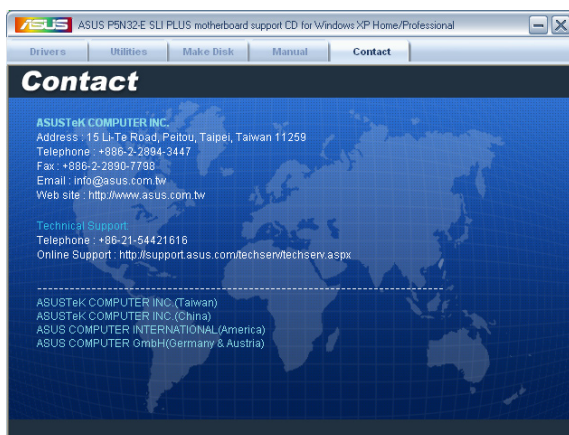 ASUS
ASUS P5N32-E SLI PLUS motherboard support CD for Windows XP Home/Professional
Drivers Utilities Make Disk Manual Contact
Contact
ASUSTeK COMPUTER INC.
Address : 15 Li-Te Road, Peitou, Taipei, Taiwan 11259
Telephone : +886-2-2894-3447
Fax : +886-2-2890-7798
Email : info@asus.com.tw
Web site : http://www.asus.com.tw
Technical Support
Telephone : +86-21-54421616
Online Support : http://support.asus.com/techserv/techserv.aspx
ASUSTeK COMPUTER INC.(Taiwan)
ASUSTeK COMPUTER INC.(China)
ASUS COMPUTER INTERNATIONAL(America)
ASUS COMPUTER GmbH(Germany & Austria)